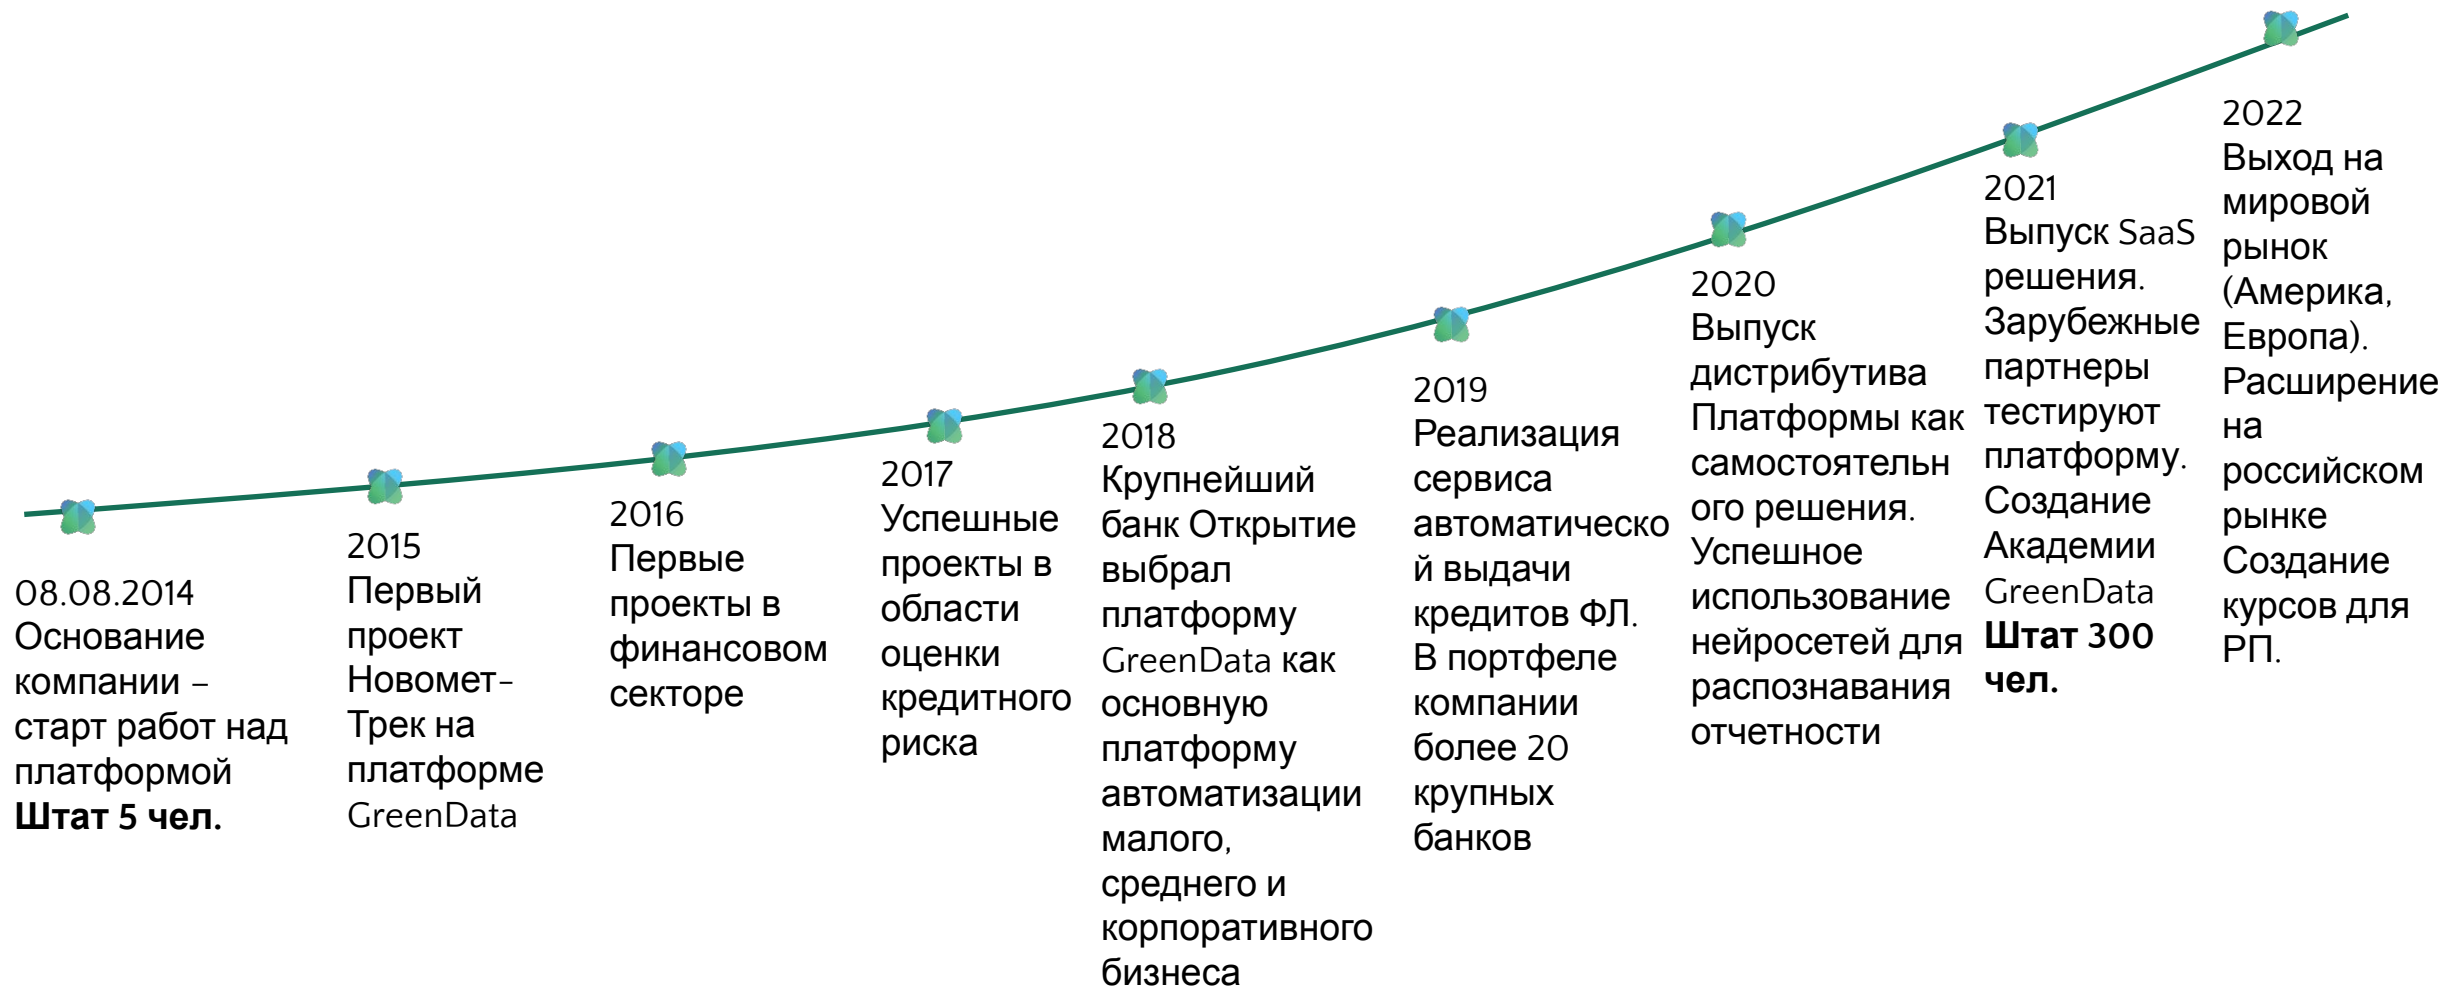 08.08.2014
Основание
компании –
старт работ над
платформой
Штат 5 чел.
2015
Первый
проект
Новомет-
Трек на
платформе
GreenData
2016
Первые
проекты в
финансовом
секторе
2017
Успешные
проекты в
области
оценки
кредитного
риска
2018
Крупнейший
банк Открытие
выбрал
платформу
GreenData как
основную
платформу
автоматизации
малого,
среднего и
корпоративного
бизнеса
2019
Реализация
сервиса
автоматическо
й выдачи
кредитов ФЛ.
В портфеле
компании
более 20
крупных
банков
2020
Выпуск
дистрибутива
Платформы как
самостоятельн
ого решения.
Успешное
использование
нейросетей для
распознавания
отчетности
2021
Выпуск SaaS
решения.
Зарубежные
партнеры
тестируют
платформу.
Создание
Академии
GreenData
Штат 300
чел.
2022
Выход на
мировой
рынок
(Америка,
Европа).
Расширение
на
российском
рынке
Создание
курсов для
РП.